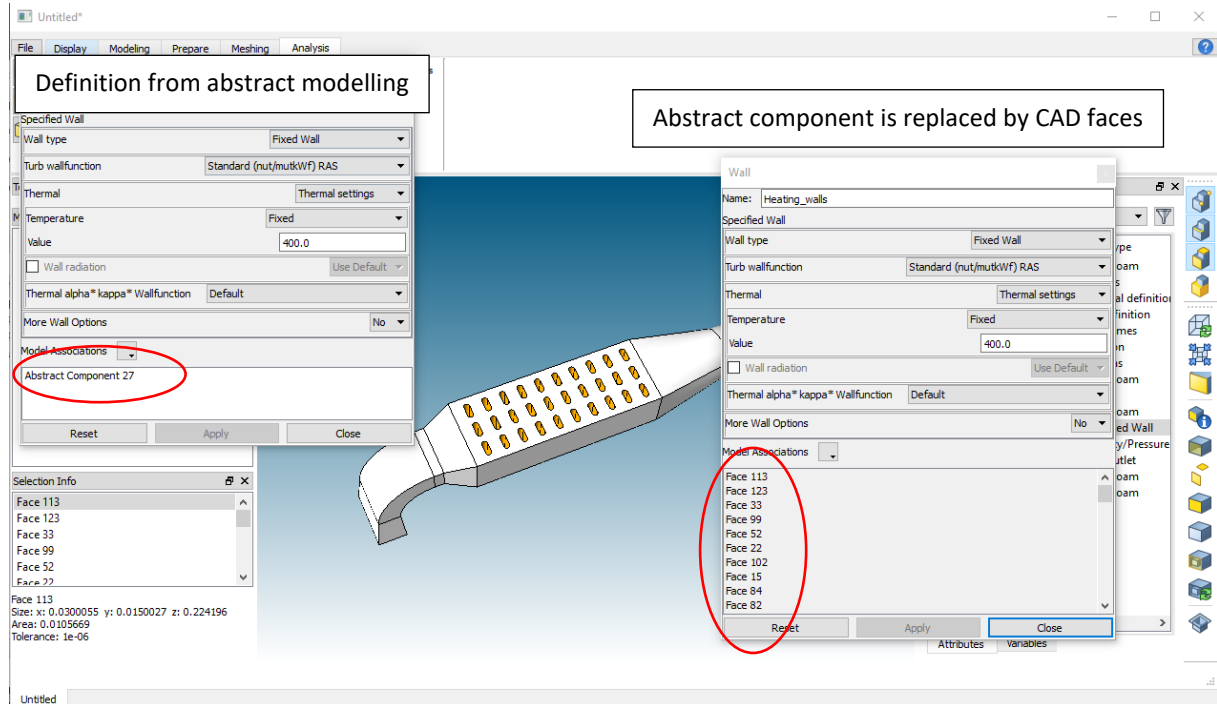 Untitled*
File Display Modeling Prepare Meshing Analysis
Definition from abstract modelling
Abstract component is replaced by CAD faces
Specified Wall
Wall type Fixed Wall
Turb wallfunction Standard (nut/mutkWf) RAS
Thermal Thermal settings
Temperature Fixed
Value 400.0
Wall radiation Use Default
Thermal alpha* kappa* Wallfunction Default
More Wall Options No
Model Associations
Abstract Component 27
Reset Apply Close
Selection Info
Face 113
Face 123
Face 33
Face 99
Face 52
Face 22
Face 113
Size: x: 0.0300055 y: 0.0150027 z: 0.224196
Area: 0.0105669
Tolerance: 1e-06
Wall
Name: Heating_walls
Specified Wall
Wall type Fixed Wall
Turb wallfunction Standard (nut/mutkWf) RAS
Thermal Thermal settings
Temperature Fixed
Value 400.0
Wall radiation Use Default
Thermal alpha* kappa* Wallfunction Default
More Wall Options No
Model Associations
Face 113
Face 123
Face 33
Face 99
Face 52
Face 22
Face 102
Face 15
Face 84
Face 82
Reset Apply Close
Attributes Variables
Untitled